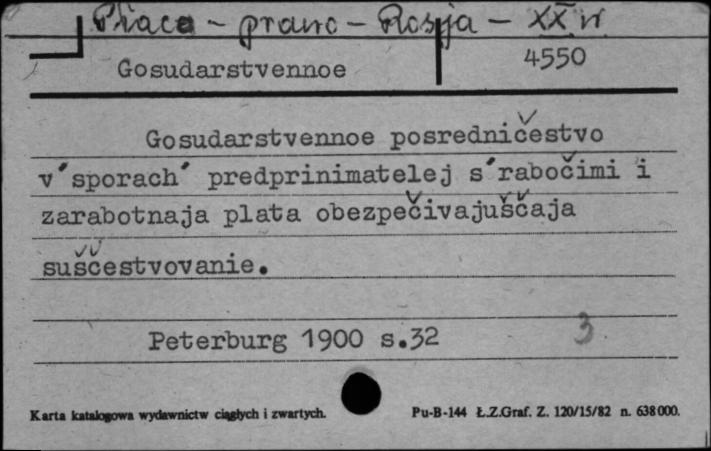 Płaca - prawo - Rosja - XX w
Gosudarstvennoe 4550
Gosudarstvennoe posredničestvo
v'sporach' predprinimatelej s'rabočimi i
zarabotnaja plata obezpečivajuščaja
suščestvovanie.
Peterburg 1900 s.32 3
Karta katalogowa wydawnictw ciągłych i zwartych. Pu-B-144 Ł.Z.Graf. Z. 120/15/82 n. 638000.